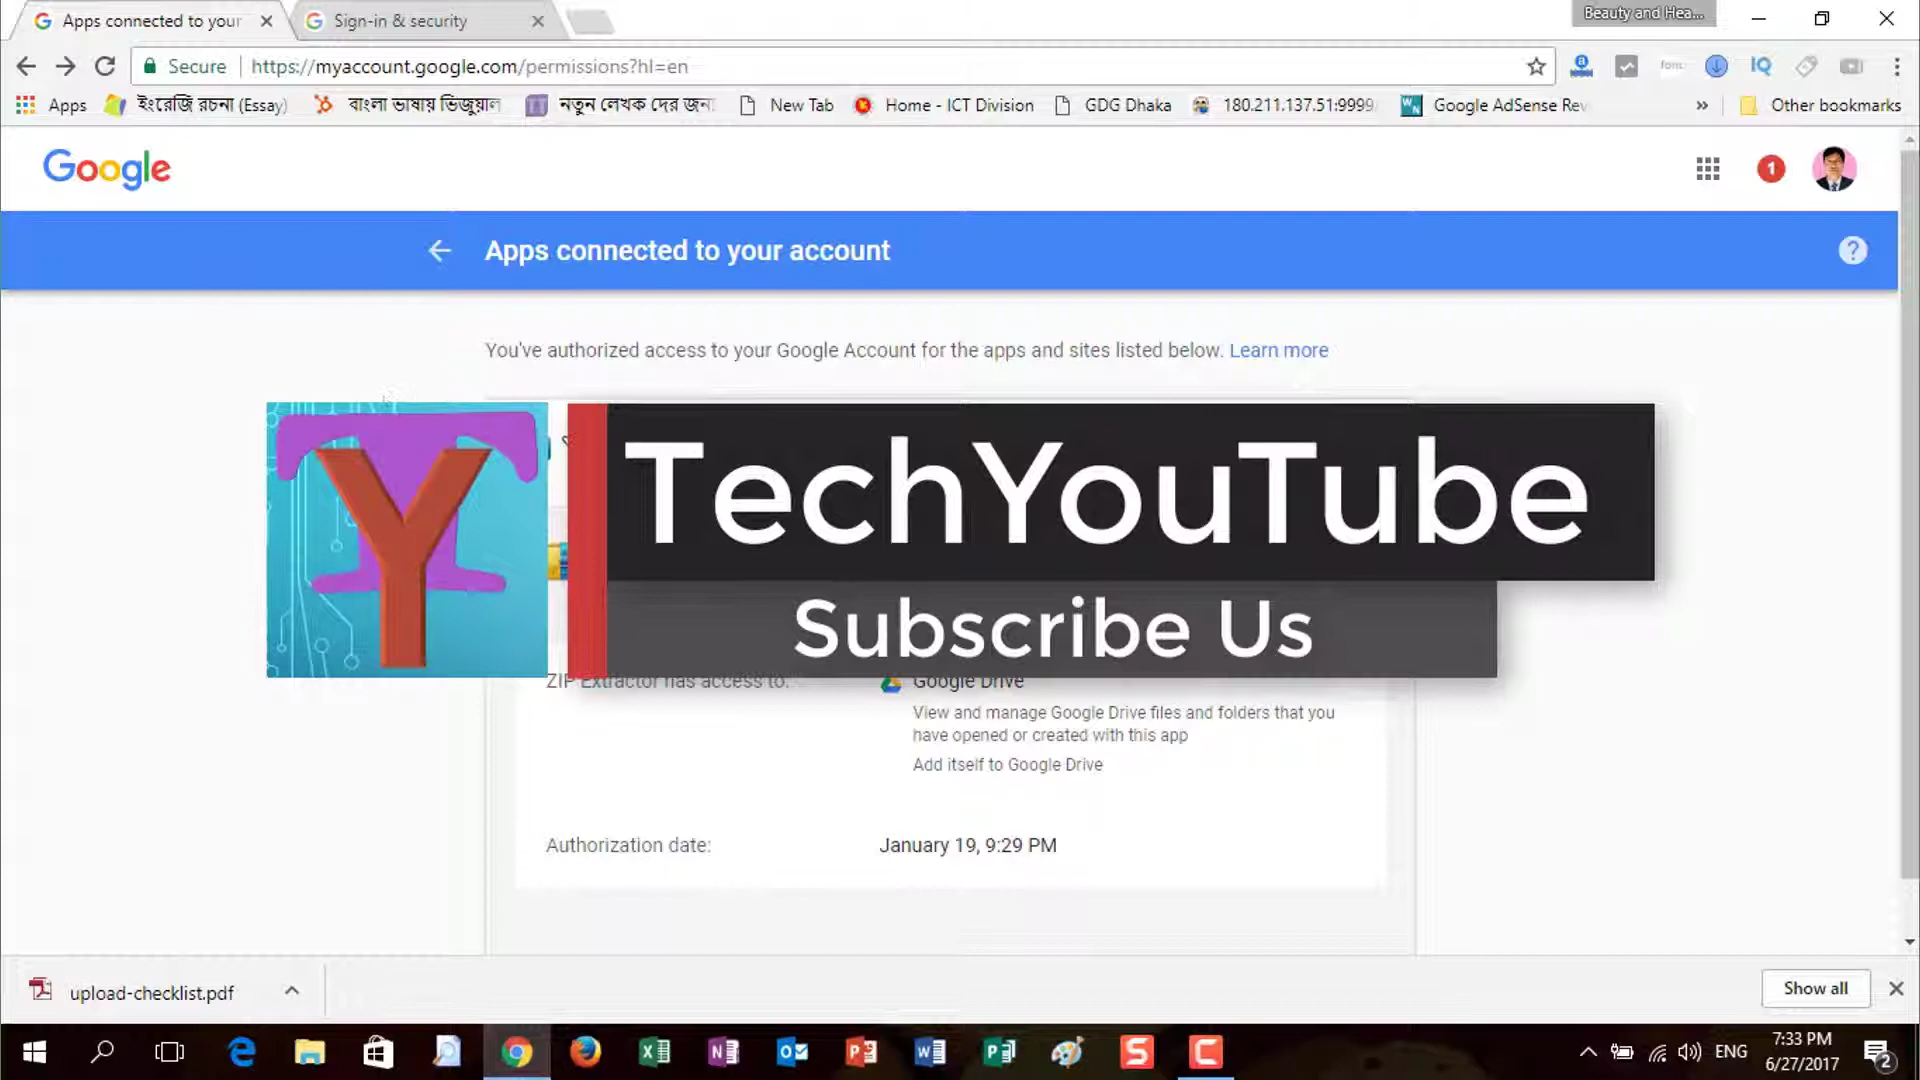 Apps connected to your
Sign-in & security
Beauty and Hea...
Secure
https://myaccount.google.com/permissions?hl=en
Apps
ইংরেজি রচনা (Essay)
বাংলা ভাষায় ভিজুয়াল
নতুন লেখক দের জন্য
New Tab
Home - ICT Division
GDG Dhaka
180.211.137.51:9999
Google AdSense Rev
»
Other bookmarks
Google
1
Apps connected to your account
You've authorized access to your Google Account for the apps and sites listed below. Learn more
TechYouTube
Subscribe Us
ZIP Extractor has access to:
Google Drive
View and manage Google Drive files and folders that you
have opened or created with this app
Add itself to Google Drive
Authorization date:
January 19, 9:29 PM
upload-checklist.pdf
Show all
ENG
7:33 PM
6/27/2017
2